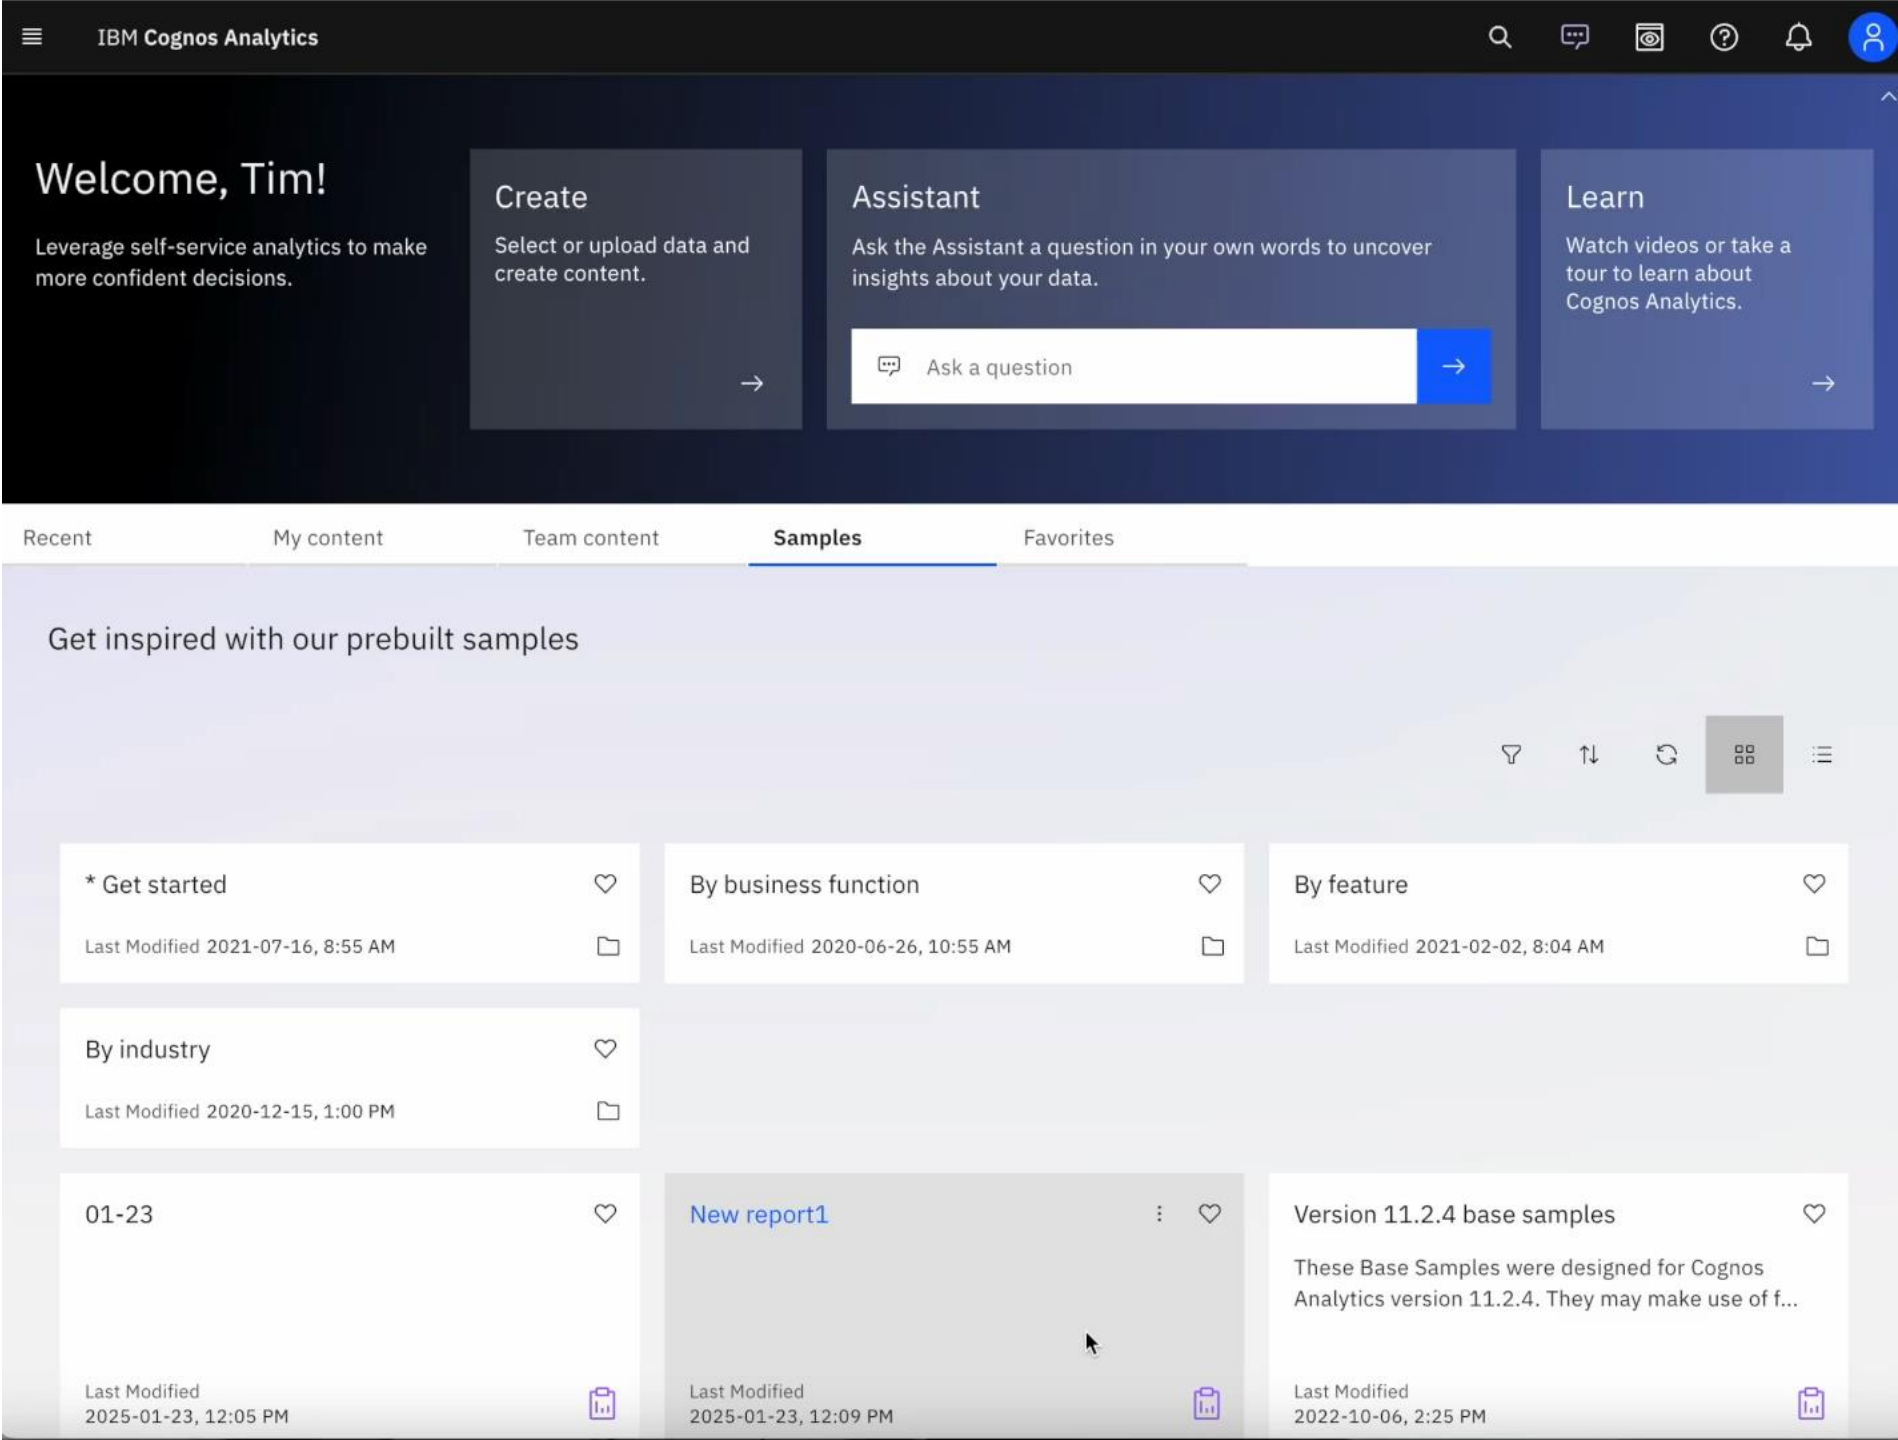 IBM Cognos Analytics
Welcome, Tim!
Leverage self-service analytics to make
more confident decisions.
Create
Select or upload data and
create content.
Assistant
Ask the Assistant a question in your own words to uncover
insights about your data.
Ask a question
Learn
Watch videos or take a
tour to learn about
Cognos Analytics.
Recent
My content
Team content
Samples
Favorites
Get inspired with our prebuilt samples
* Get started
Last Modified 2021-07-16, 8:55 AM
By business function
Last Modified 2020-06-26, 10:55 AM
By feature
Last Modified 2021-02-02, 8:04 AM
By industry
Last Modified 2020-12-15, 1:00 PM
01-23
Last Modified
2025-01-23, 12:05 PM
New report1
Last Modified
2025-01-23, 12:09 PM
Version 11.2.4 base samples
These Base Samples were designed for Cognos
Analytics version 11.2.4. They may make use of f...
Last Modified
2022-10-06, 2:25 PM